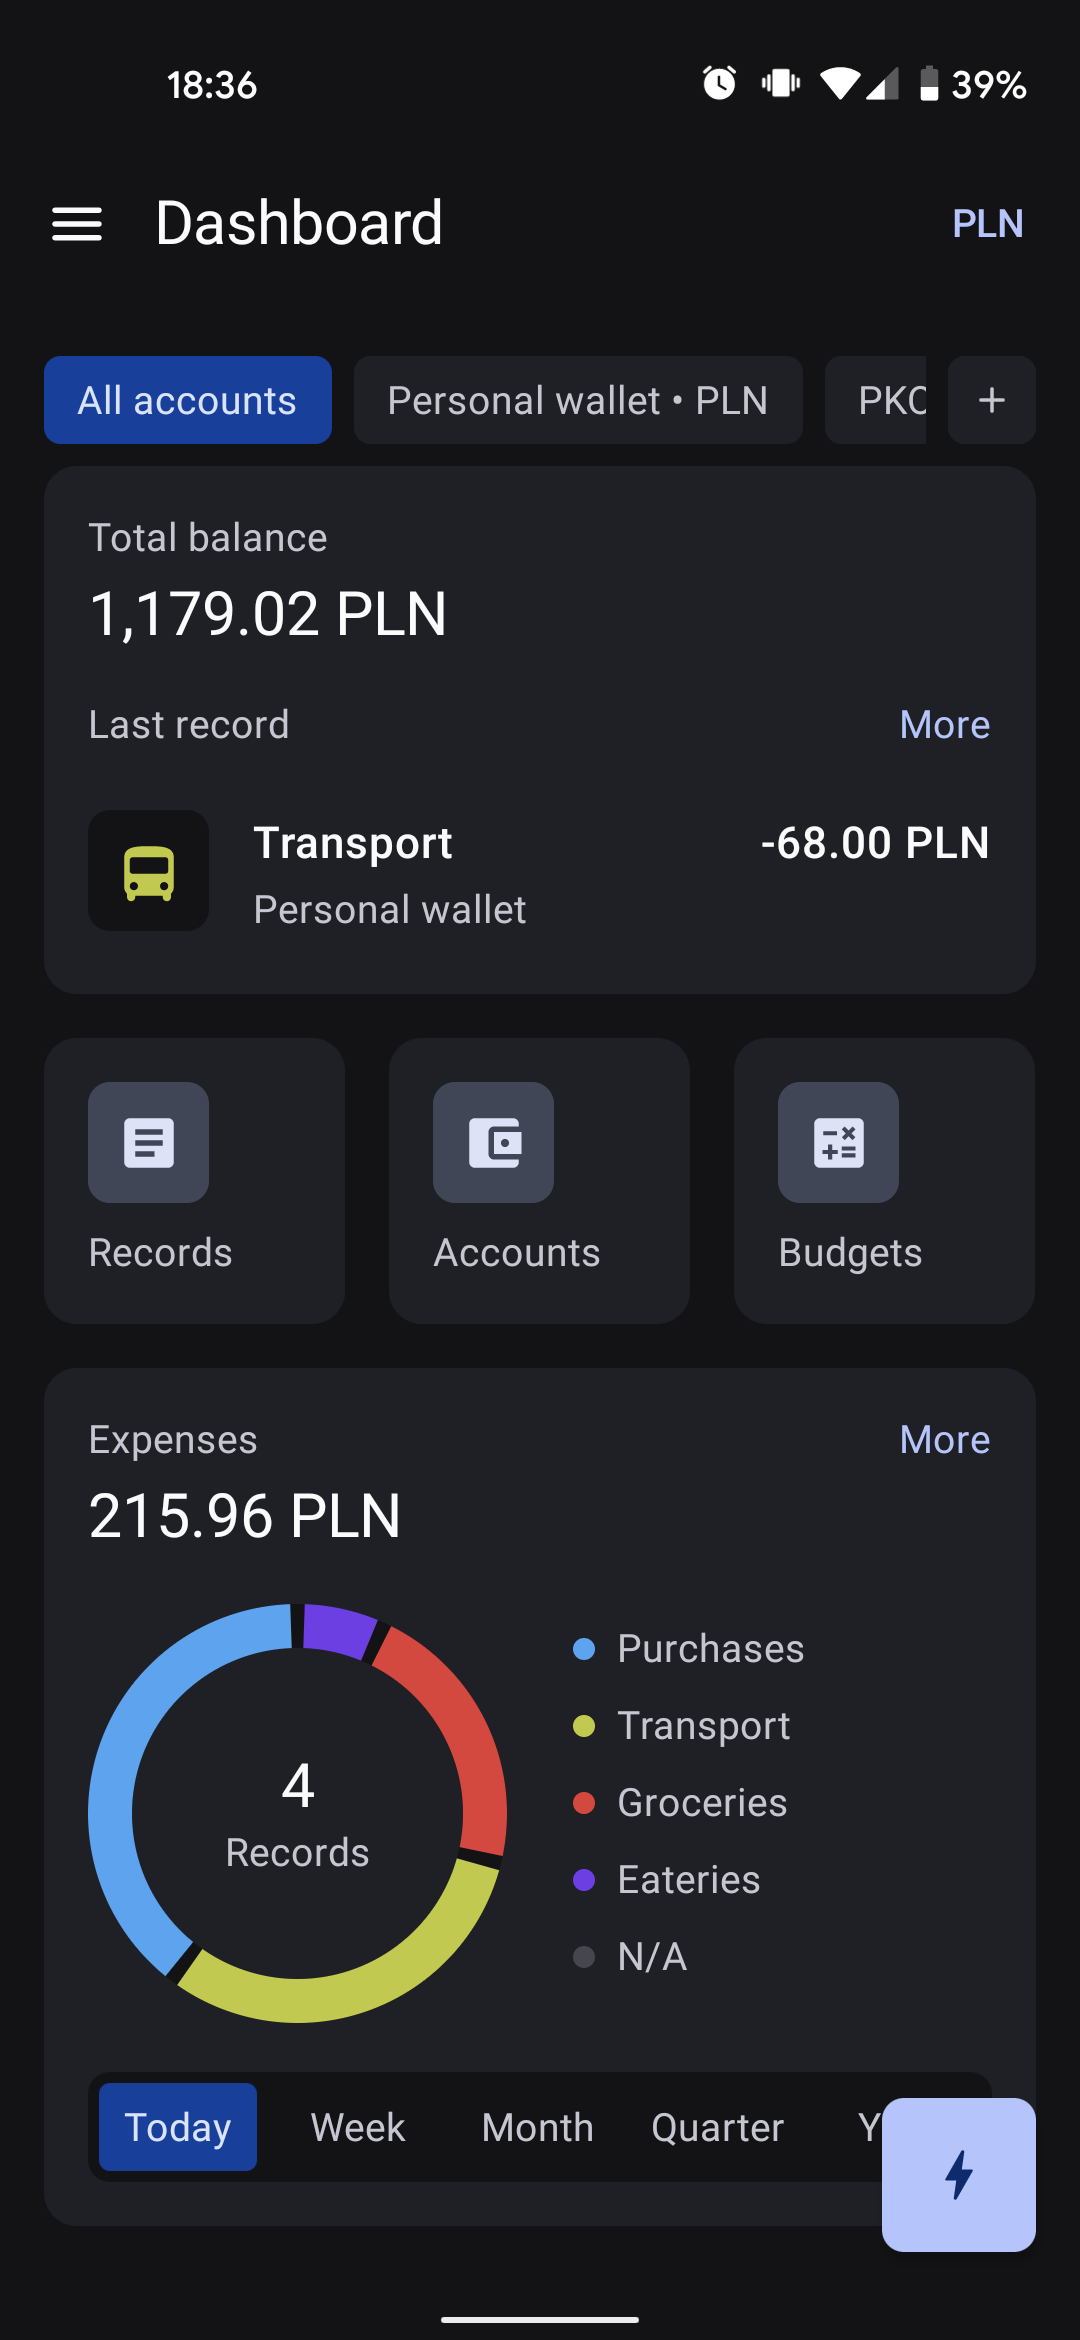 18:36 39%
Dashboard PLN
All accounts Personal wallet • PLN PKO +
Total balance
1,179.02 PLN
Last record More
Transport -68.00 PLN
Personal wallet
Records Accounts Budgets
Expenses More
215.96 PLN
4
Records
Purchases
Transport
Groceries
Eateries
N/A
Today Week Month Quarter Y